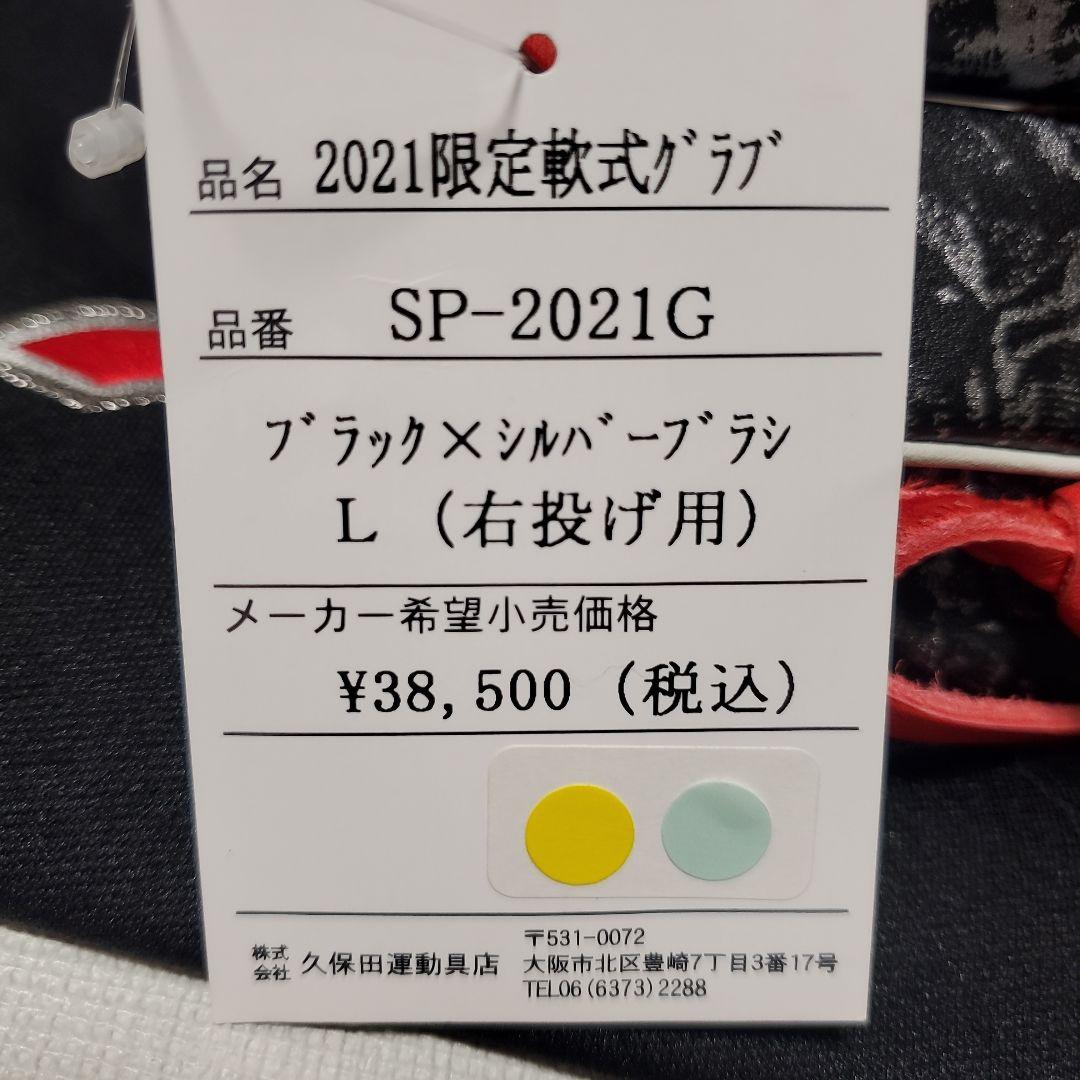 品名 2021限定軟式ｸﾞﾗﾌﾞ
品番 SP-2021G
ﾌﾞﾗｯｸ×ｼﾙﾊﾞｰﾌﾞﾗｼ
L (右投げ用)
メーカー希望小売価格
¥38,500 (税込)
株式会社 久保田運動具店
〒531-0072
大阪市北区豊崎7丁目3番17号
TEL06(6373)2288